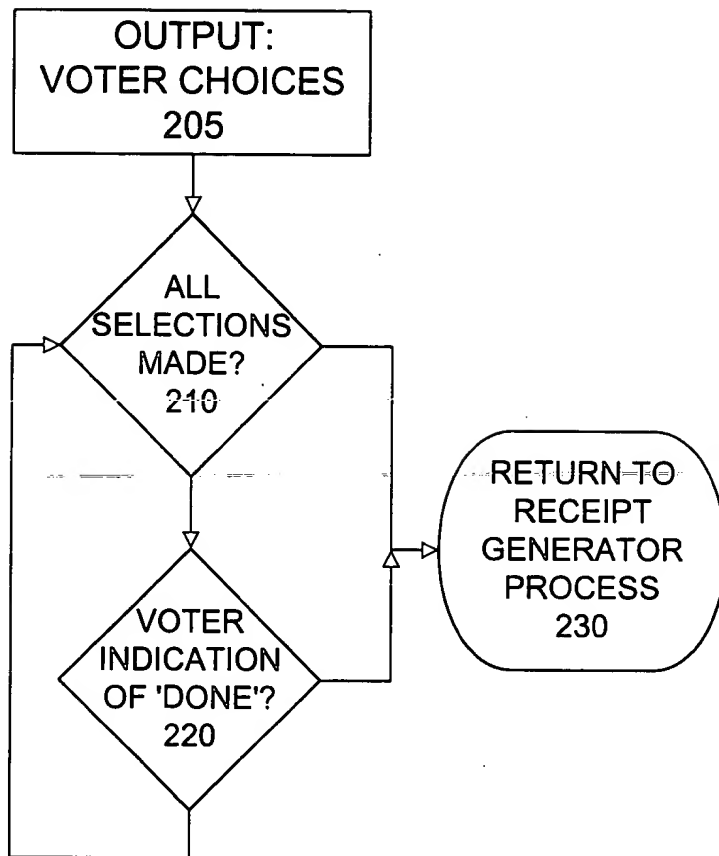 OUTPUT:
VOTER CHOICES
205
ALL
SELECTIONS
MADE?
210
RETURN TO
RECEIPT
GENERATOR
PROCESS
230
VOTER
INDICATION
OF 'DONE'?
220